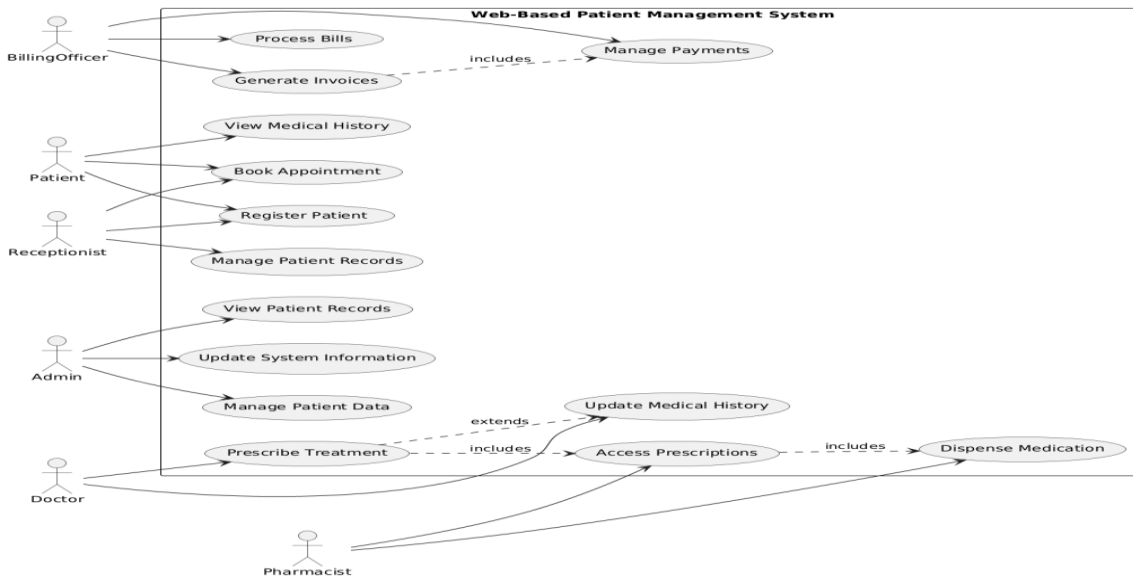 Web-Based Patient Management System
BillingOfficer
Process Bills
Manage Payments
Generate Invoices
includes
View Medical History
Patient
Book Appointment
Register Patient
Receptionist
Manage Patient Records
View Patient Records
Admin
Update System Information
Manage Patient Data
Update Medical History
extends
Prescribe Treatment
includes
Access Prescriptions
includes
Dispense Medication
Doctor
Pharmacist